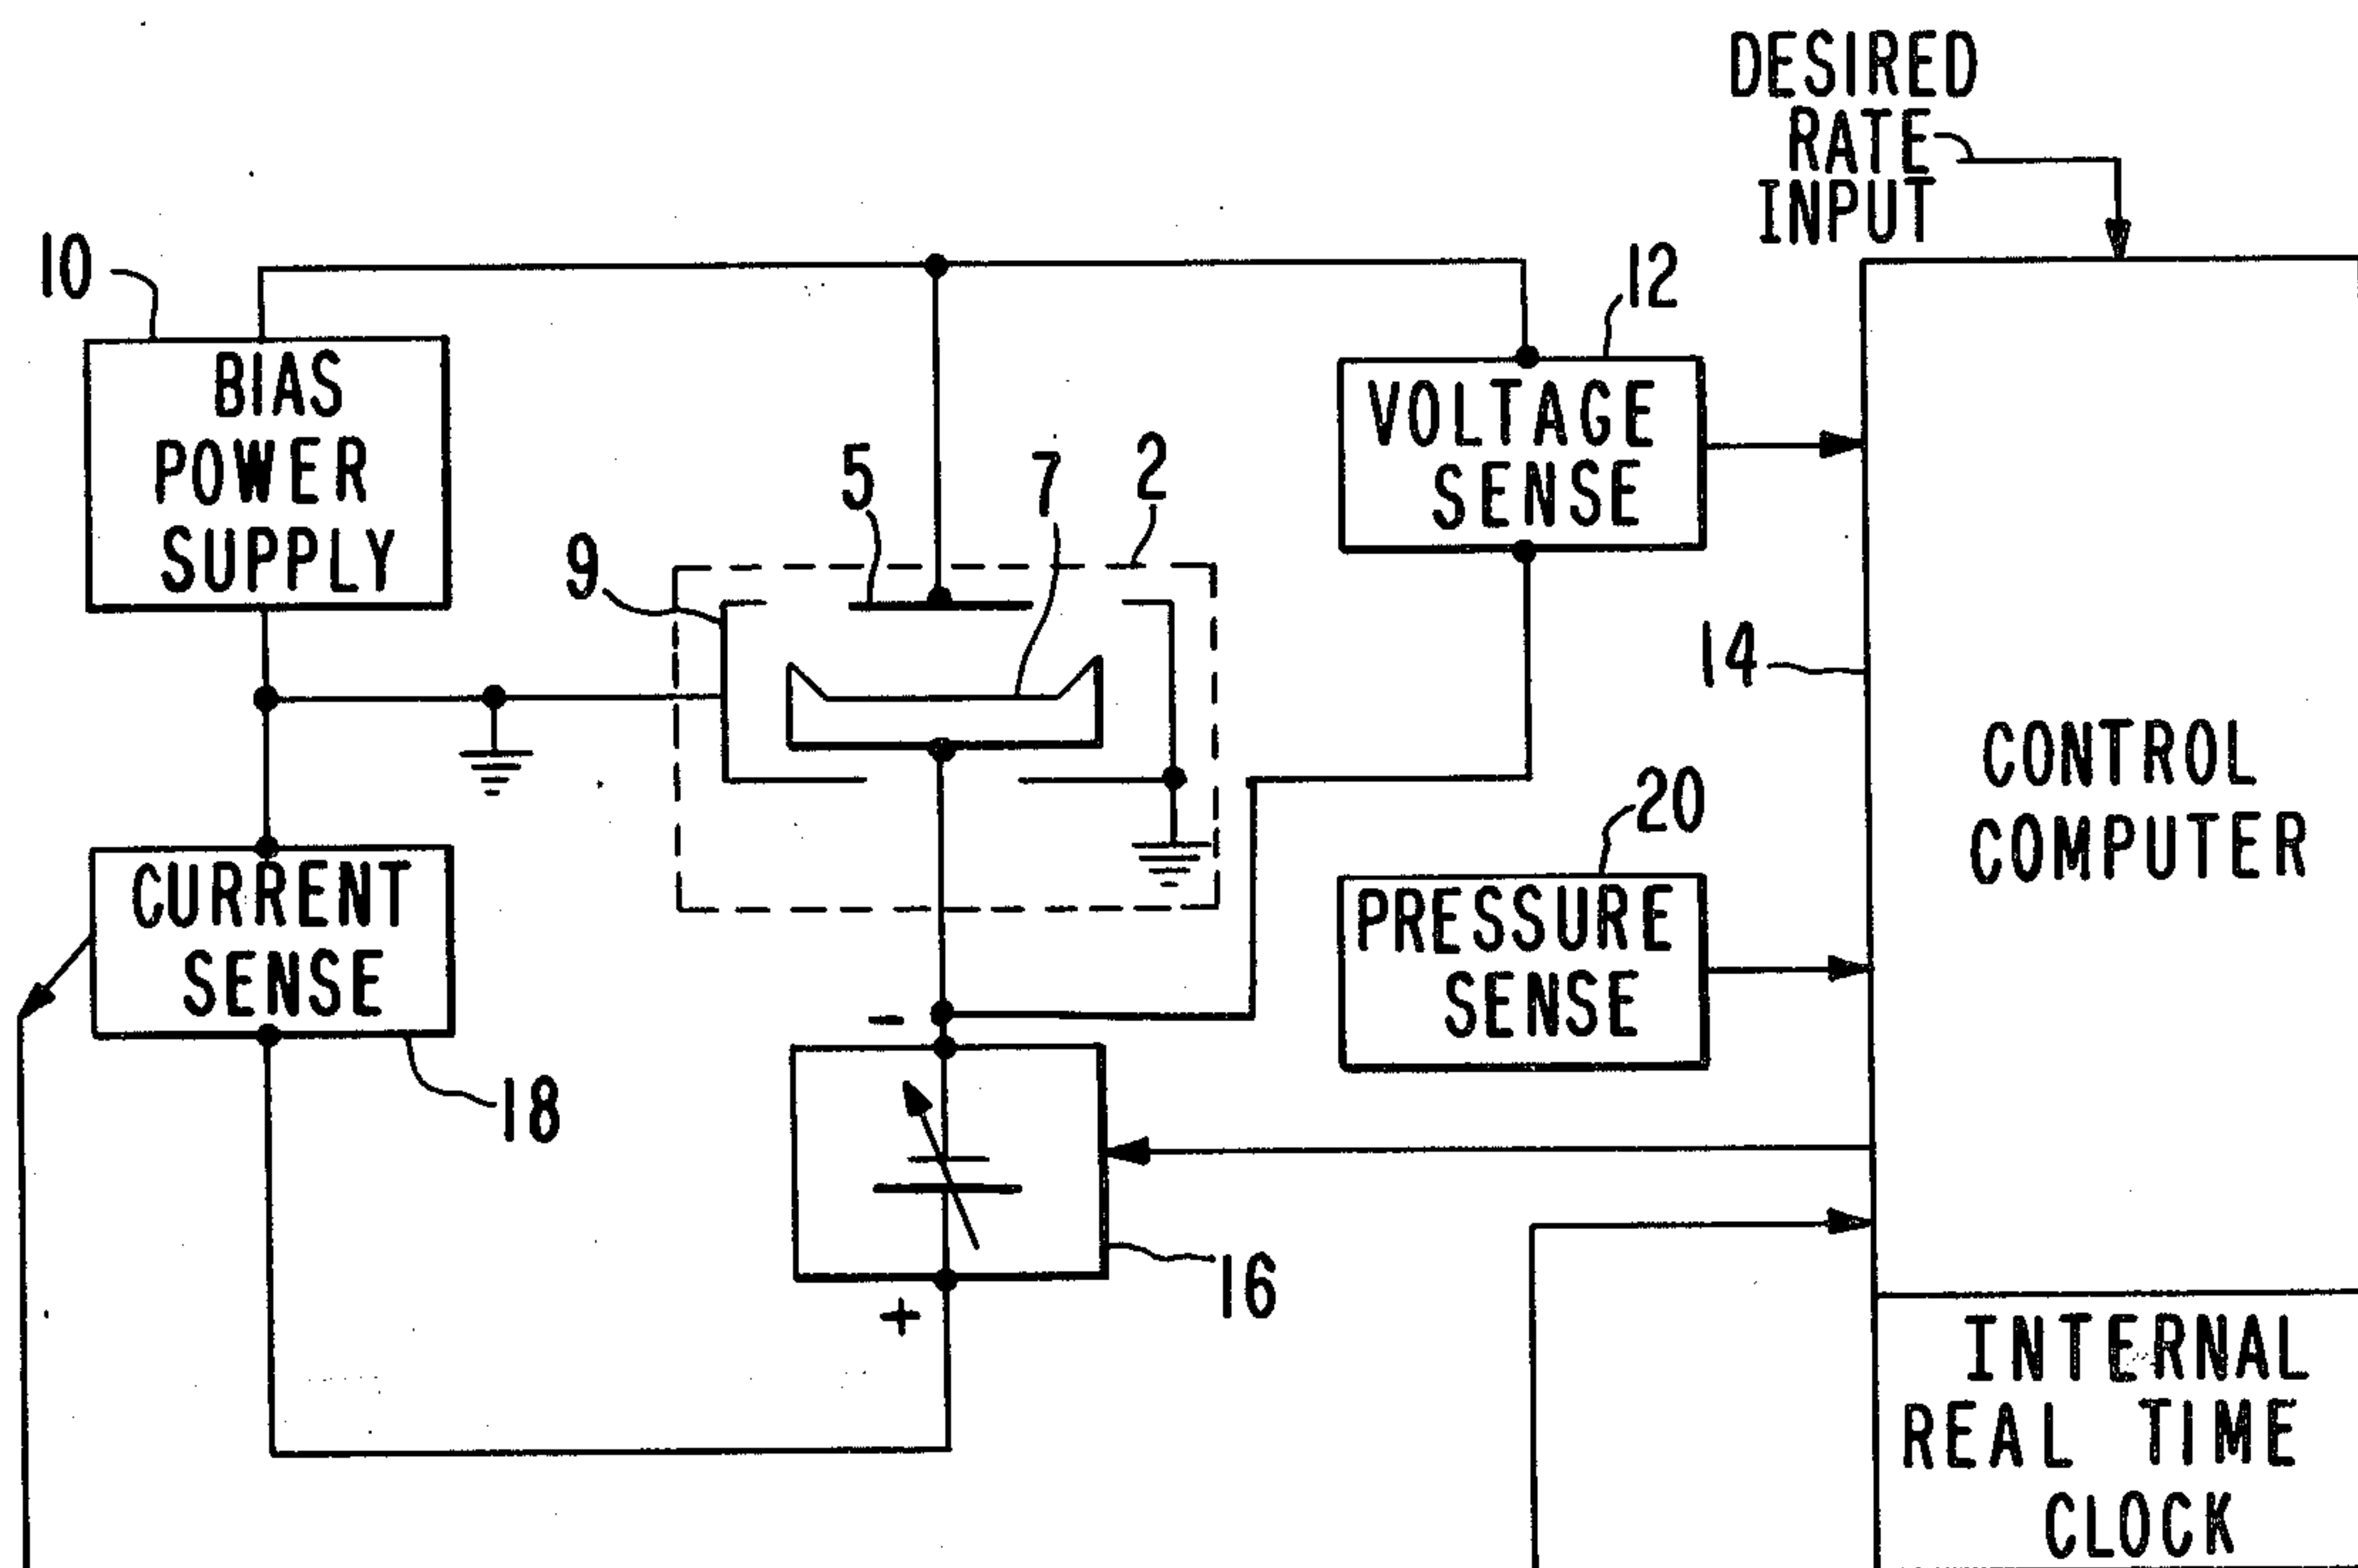 DESIRED
RATE
INPUT
10
12
BIAS
POWER
SUPPLY
VOLTAGE
SENSE
5
7
2
9
14
CONTROL
COMPUTER
20
CURRENT
SENSE
PRESSURE
SENSE
-
18
16
+
INTERNAL
REAL TIME
CLOCK